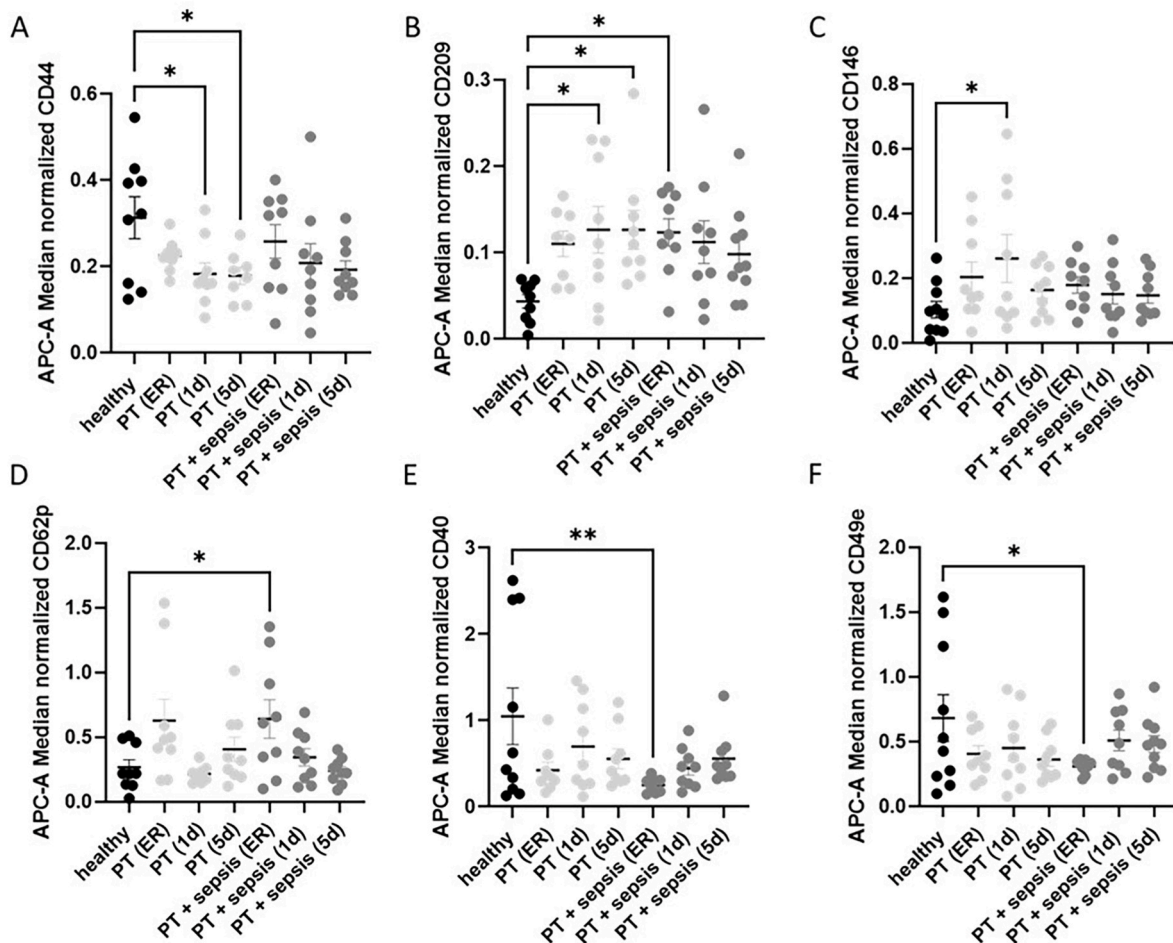 A
APC-A Median normalized CD44
0.6
0.4
0.2
0.0
*
*
healthy
PT (ER)
PT (1d)
PT (5d)
PT + sepsis (ER)
PT + sepsis (1d)
PT + sepsis (5d)
B
APC-A Median normalized CD209
0.3
0.2
0.1
0.0
*
*
*
healthy
PT (ER)
PT (1d)
PT (5d)
PT + sepsis (ER)
PT + sepsis (1d)
PT + sepsis (5d)
C
APC-A Median normalized CD146
0.8
0.6
0.4
0.2
0.0
*
healthy
PT (ER)
PT (1d)
PT (5d)
PT + sepsis (ER)
PT + sepsis (1d)
PT + sepsis (5d)
D
APC-A Median normalized CD62p
2.0
1.5
1.0
0.5
0.0
*
healthy
PT (ER)
PT (1d)
PT (5d)
PT + sepsis (ER)
PT + sepsis (1d)
PT + sepsis (5d)
E
APC-A Median normalized CD40
3
2
1
0
**
healthy
PT (ER)
PT (1d)
PT (5d)
PT + sepsis (ER)
PT + sepsis (1d)
PT + sepsis (5d)
F
APC-A Median normalized CD49e
2.0
1.5
1.0
0.5
0.0
*
healthy
PT (ER)
PT (1d)
PT (5d)
PT + sepsis (ER)
PT + sepsis (1d)
PT + sepsis (5d)